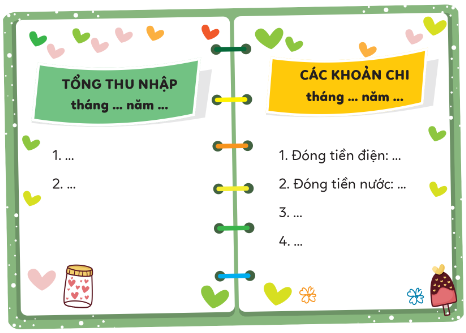 TỔNG THU NHẬP
tháng ... năm ...
1. ...
2. ...
CÁC KHOẢN CHI
tháng ... năm ...
1. Đóng tiền điện: ...
2. Đóng tiền nước: ...
3. ...
4. ...